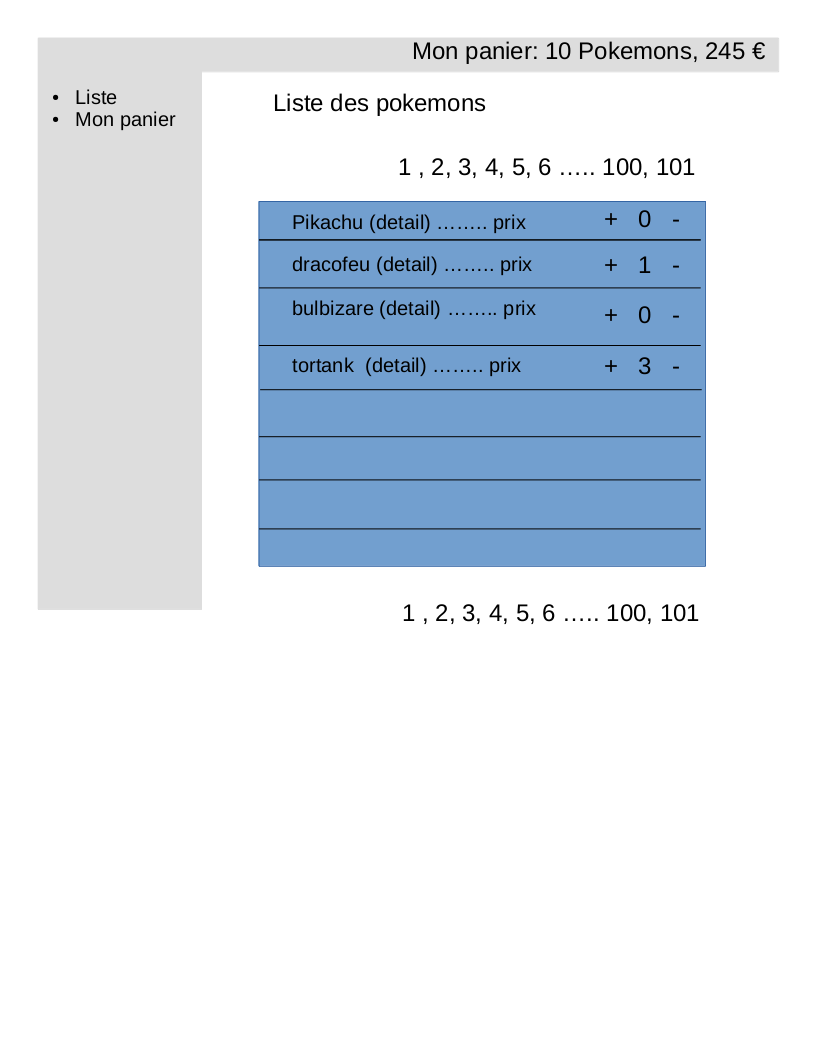 Mon panier: 10 Pokemons, 245 €
• Liste
• Mon panier
Liste des pokemons
1 , 2, 3, 4, 5, 6 ….. 100, 101
Pikachu (detail) …….. prix + 0 -
dracofeu (detail) …….. prix + 1 -
bulbizare (detail) …….. prix + 0 -
tortank  (detail) …….. prix + 3 -
1 , 2, 3, 4, 5, 6 ….. 100, 101